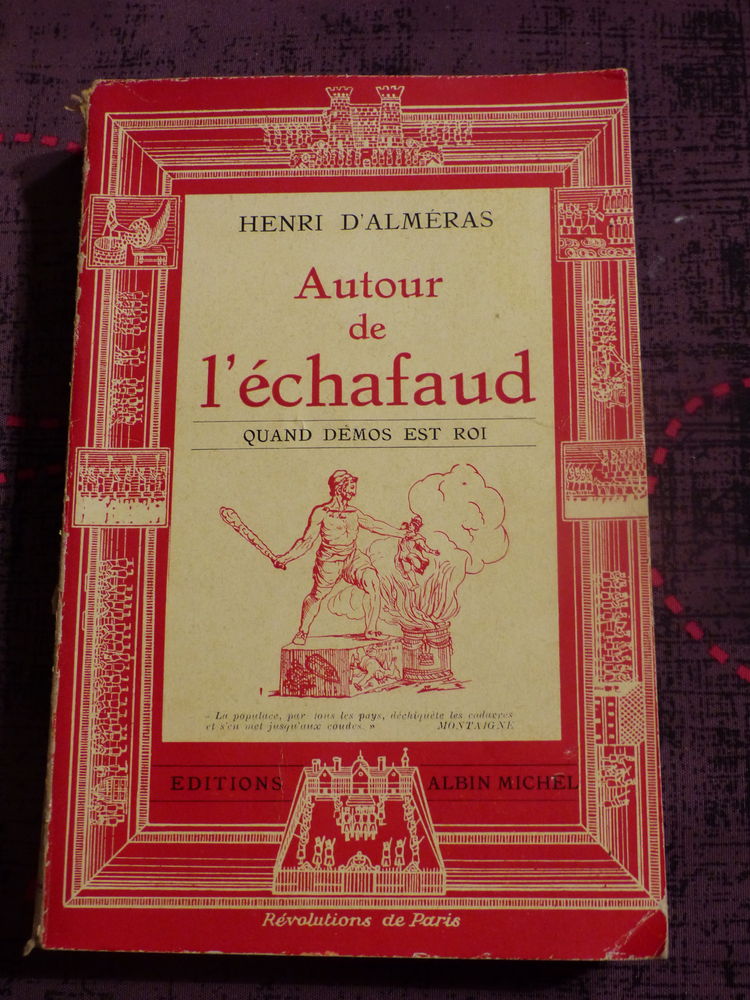 HENRI D'ALMÉRAS
Autour
de
l'échafaud
QUAND DÉMOS EST ROI
« La populace, par tous les pays, déchiquète les cadavres
et s'en met jusqu'aux coudes. » MONTAIGNE
EDITIONS ALBIN MICHEL
Révolutions de Paris